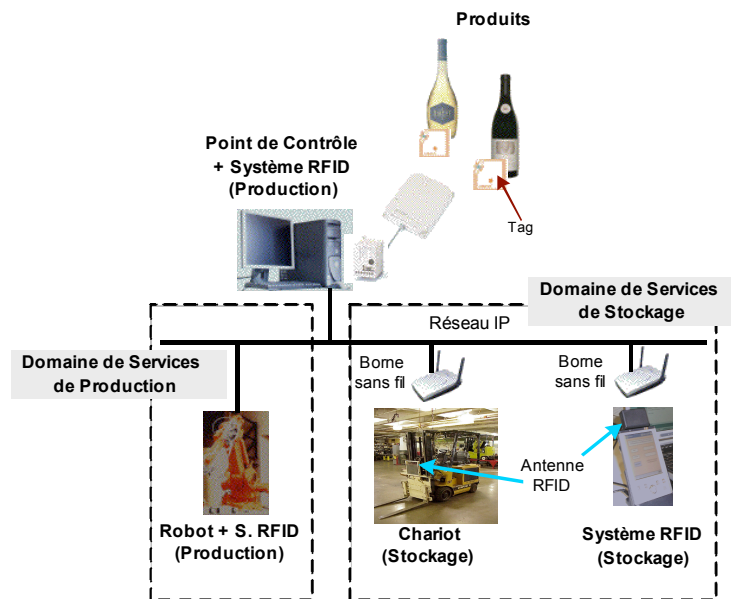 Produits
Point de Contrôle
+ Système RFID
(Production)
Tag
Domaine de Services
de Stockage
Réseau IP
Domaine de Services
de Production
Borne
sans fil
Borne
sans fil
Antenne
RFID
Robot + S. RFID
(Production)
Chariot
(Stockage)
Système RFID
(Stockage)